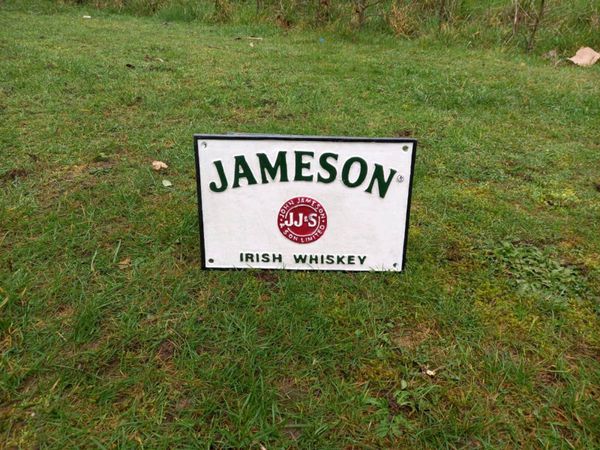 JAMESON
JOHN JAMESON
JJ&S
& SON LIMITED
IRISH WHISKEY